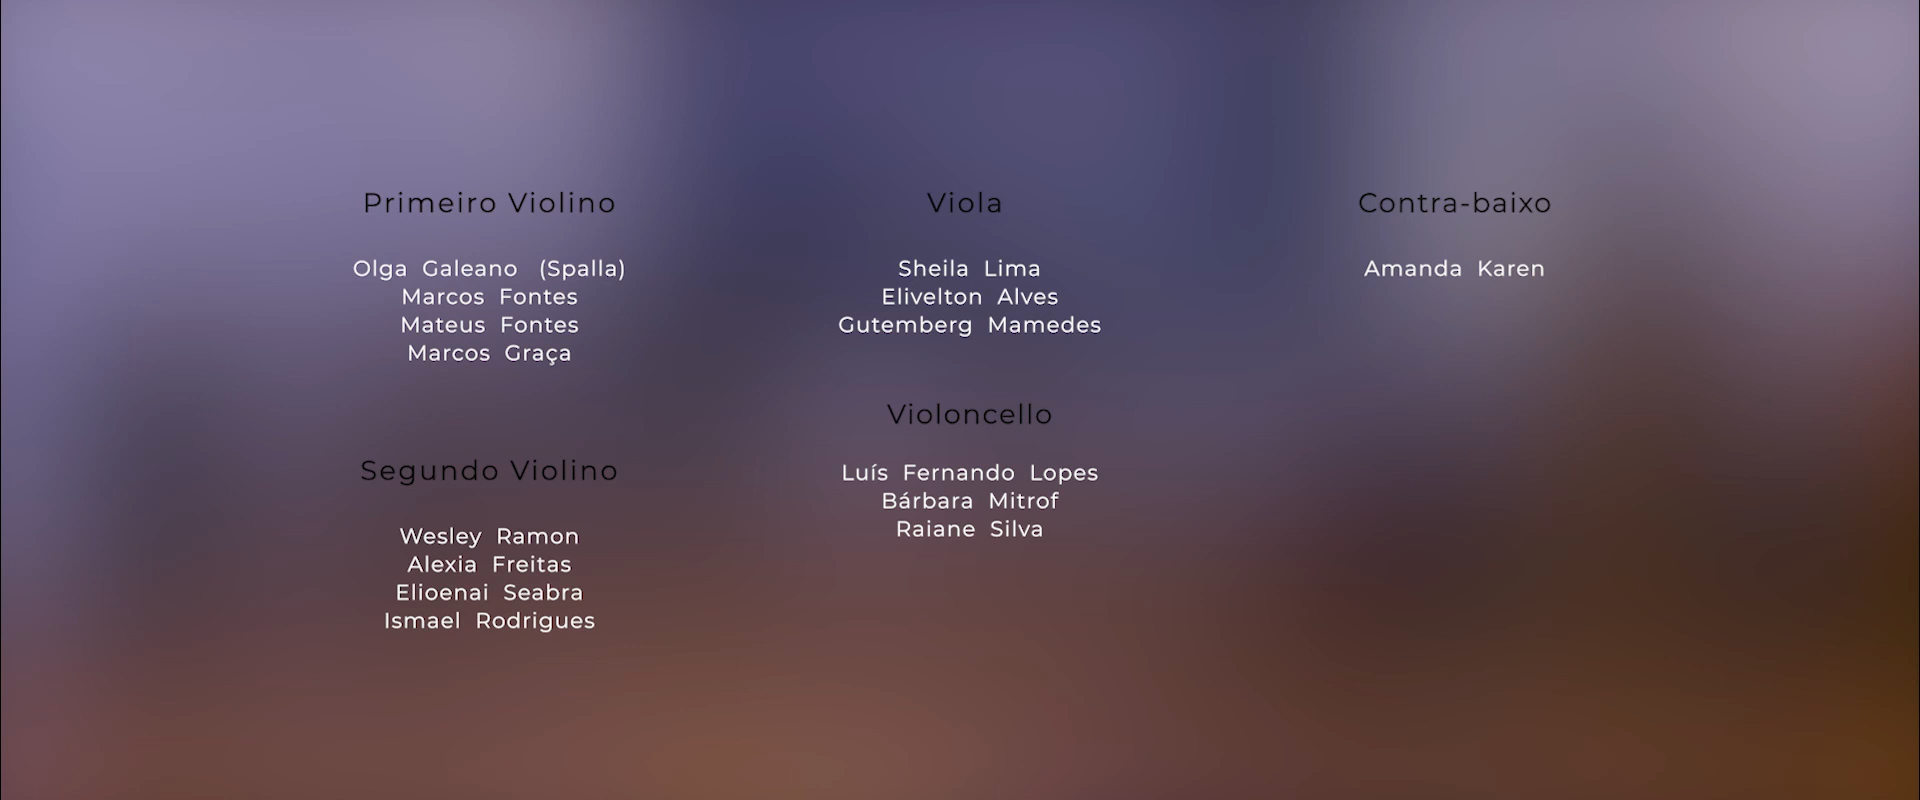 Primeiro Violino
Olga Galeano (Spalla)
Marcos Fontes
Mateus Fontes
Marcos Graça
Segundo Violino
Wesley Ramon
Alexia Freitas
Elioenai Seabra
Ismael Rodrigues
Viola
Sheila Lima
Elivelton Alves
Gutemberg Mamedes
Violoncello
Luís Fernando Lopes
Bárbara Mitrof
Raiane Silva
Contra-baixo
Amanda Karen